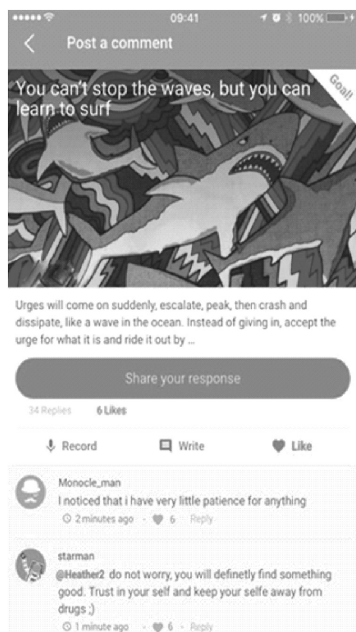 09:41
100%
Post a comment
You can't stop the waves, but you can
learn to surf
Goal!
Urges will come on suddenly, escalate, peak, then crash and
dissipate, like a wave in the ocean. Instead of giving in, accept the
urge for what it is and ride it out by ...
Share your response
34 Replies 6 Likes
Record Write Like
Monocle_man
I noticed that i have very little patience for anything
2 minutes ago - 6 Reply
starman
@Heather2 do not worry, you will definetly find something
good. Trust in your self and keep your selfe away from
drugs ;)
1 minute ago - 6 - Reply